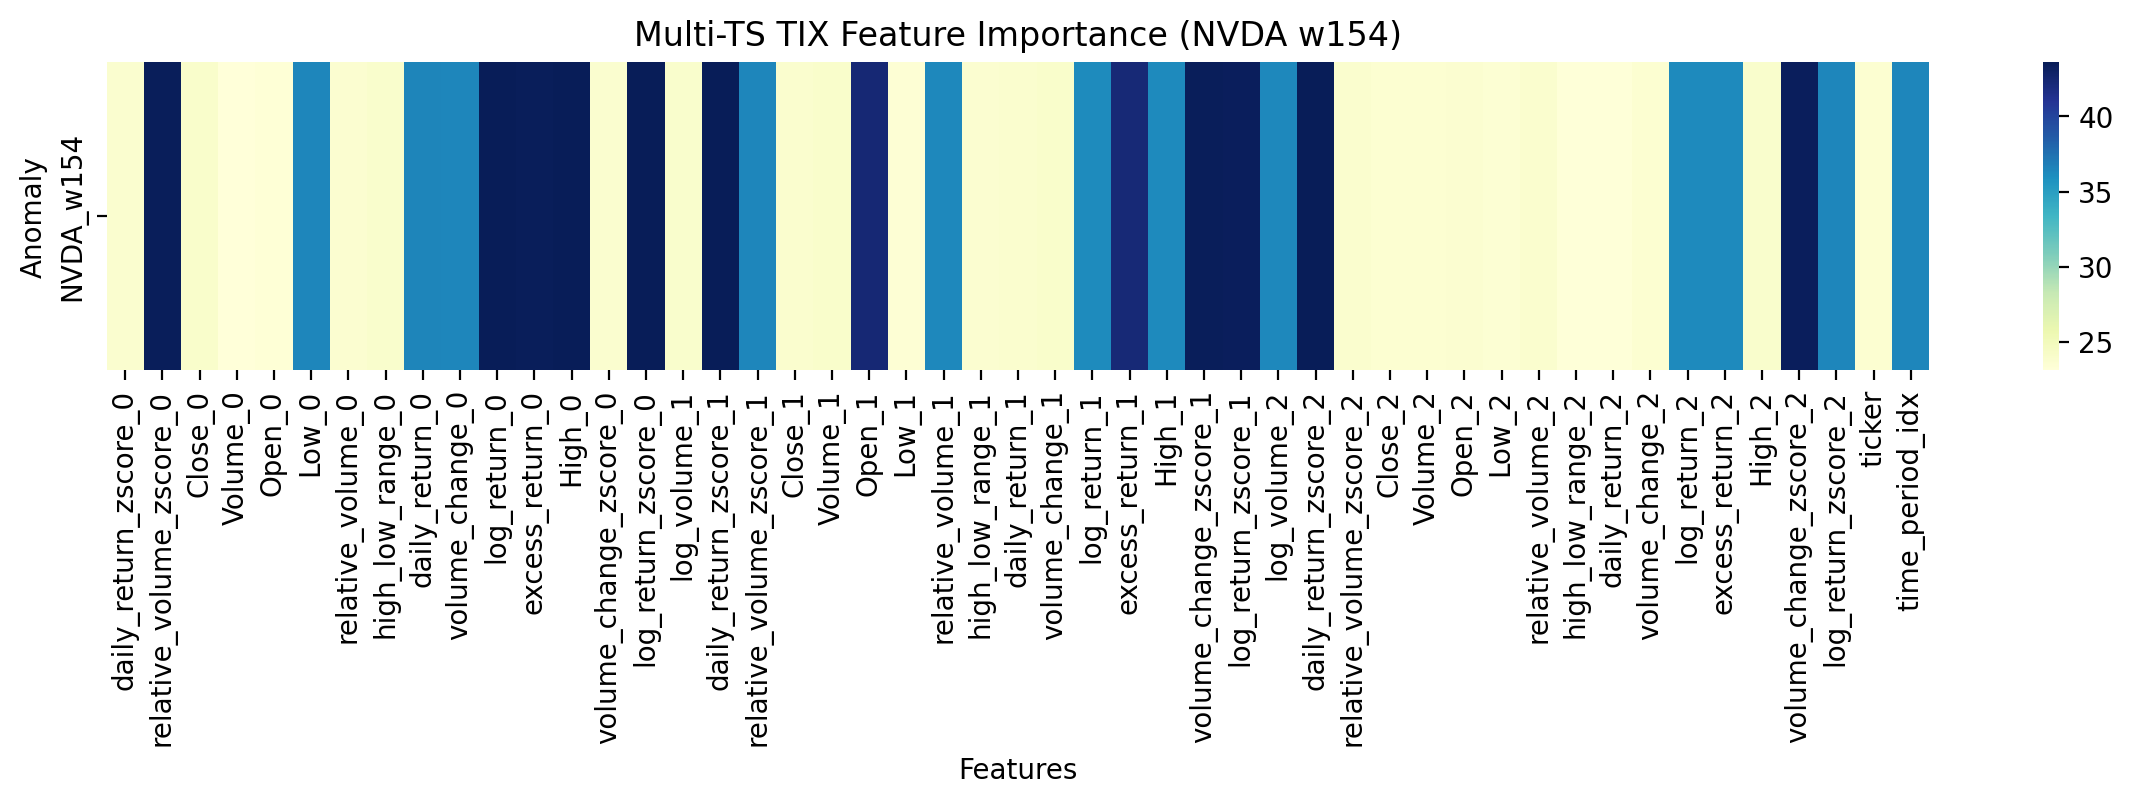 Multi-TS TIX Feature Importance (NVDA w154)
Anomaly
NVDA_w154
40
35
30
25
daily_return_zscore_0
relative_volume_zscore_0
Close_0
Volume_0
Open_0
Low_0
relative_volume_0
high_low_range_0
daily_return_0
volume_change_0
log_return_0
excess_return_0
High_0
volume_change_zscore_0
log_return_zscore_0
log_volume_1
daily_return_zscore_1
relative_volume_zscore_1
Close_1
Volume_1
Open_1
Low_1
relative_volume_1
high_low_range_1
daily_return_1
volume_change_1
log_return_1
excess_return_1
High_1
volume_change_zscore_1
log_return_zscore_1
log_volume_2
daily_return_zscore_2
relative_volume_zscore_2
Close_2
Volume_2
Open_2
Low_2
relative_volume_2
high_low_range_2
daily_return_2
volume_change_2
log_return_2
excess_return_2
High_2
volume_change_zscore_2
log_return_zscore_2
ticker
time_period_idx
Features